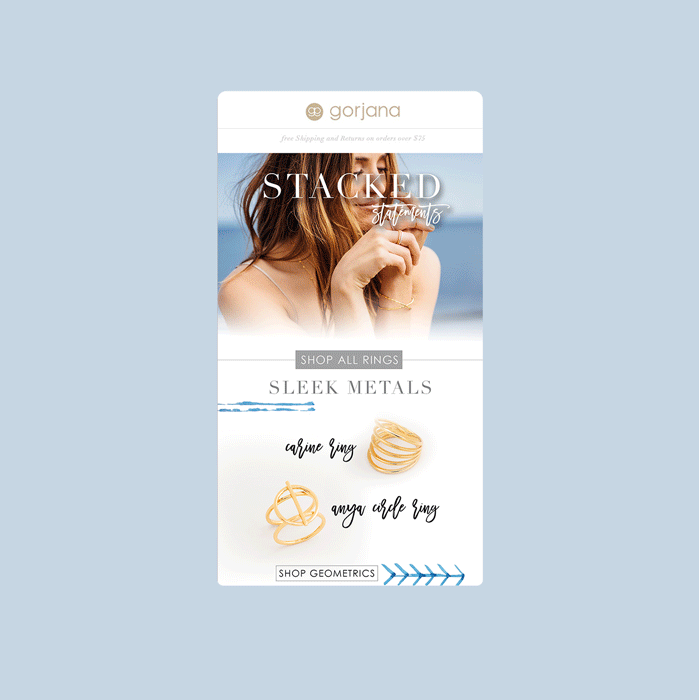 gorjana
free Shipping and Returns on orders over $75
STACKED
statements
SHOP ALL RINGS
SLEEK METALS
carine ring
anya circle ring
SHOP GEOMETRICS